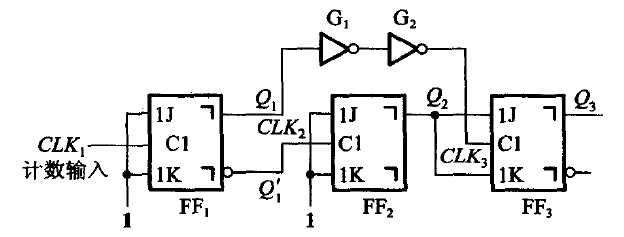 G₁ G₂
Q₁ Q₂ Q₃
1J 1J 1J
CLK₂
CLK₁ C1 C1 C1
CLK₃
计数输入 1K 1K 1K
Q₁′
FF₁ FF₂ FF₃
1 1